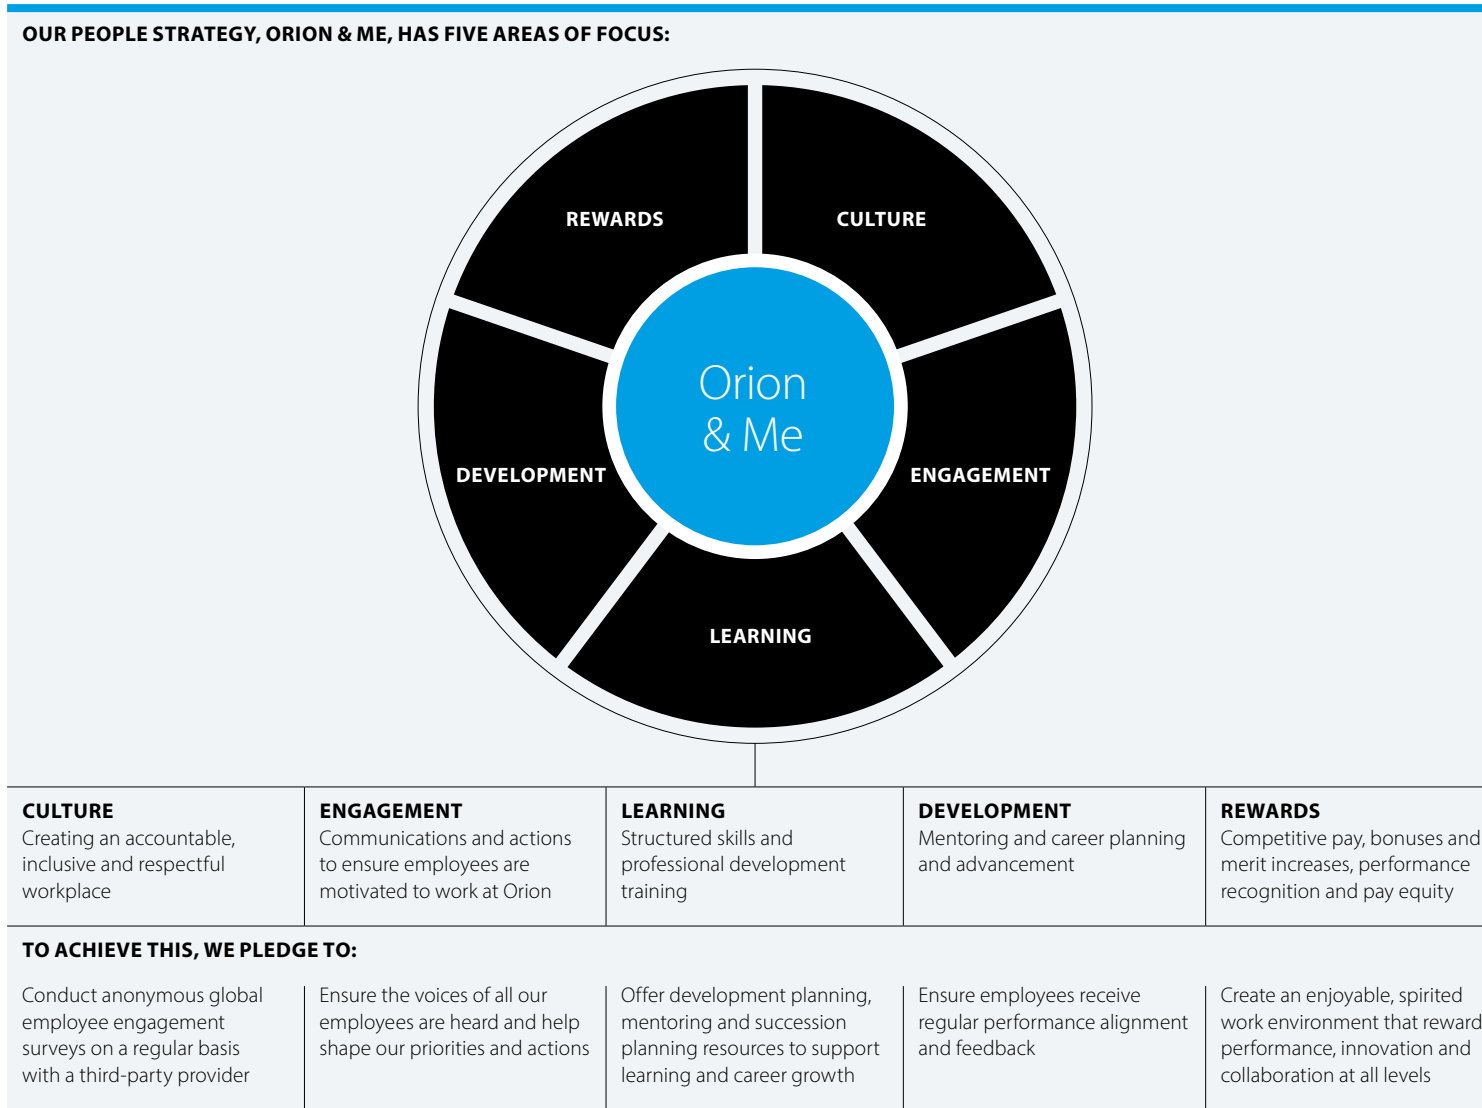 OUR PEOPLE STRATEGY, ORION & ME, HAS FIVE AREAS OF FOCUS:
REWARDS
CULTURE
Orion
& Me
DEVELOPMENT
ENGAGEMENT
LEARNING
CULTURE
Creating an accountable,
inclusive and respectful
workplace
ENGAGEMENT
Communications and actions
to ensure employees are
motivated to work at Orion
LEARNING
Structured skills and
professional development
training
DEVELOPMENT
Mentoring and career planning
and advancement
REWARDS
Competitive pay, bonuses and
merit increases, performance
recognition and pay equity
TO ACHIEVE THIS, WE PLEDGE TO:
Conduct anonymous global
employee engagement
surveys on a regular basis
with a third-party provider
Ensure the voices of all our
employees are heard and help
shape our priorities and actions
Offer development planning,
mentoring and succession
planning resources to support
learning and career growth
Ensure employees receive
regular performance alignment
and feedback
Create an enjoyable, spirited
work environment that reward
performance, innovation and
collaboration at all levels